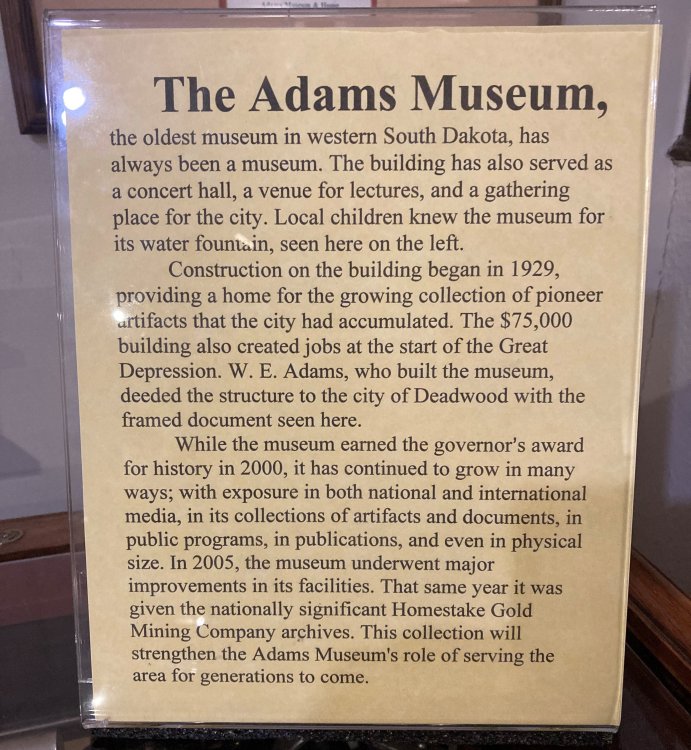 The Adams Museum,
the oldest museum in western South Dakota, has
always been a museum. The building has also served as
a concert hall, a venue for lectures, and a gathering
place for the city. Local children knew the museum for
its water fountain, seen here on the left.
Construction on the building began in 1929,
providing a home for the growing collection of pioneer
artifacts that the city had accumulated. The $75,000
building also created jobs at the start of the Great
Depression. W. E. Adams, who built the museum,
deeded the structure to the city of Deadwood with the
framed document seen here.
While the museum earned the governor's award
for history in 2000, it has continued to grow in many
ways; with exposure in both national and international
media, in its collections of artifacts and documents, in
public programs, in publications, and even in physical
size. In 2005, the museum underwent major
improvements in its facilities. That same year it was
given the nationally significant Homestake Gold
Mining Company archives. This collection will
strengthen the Adams Museum's role of serving the
area for generations to come.